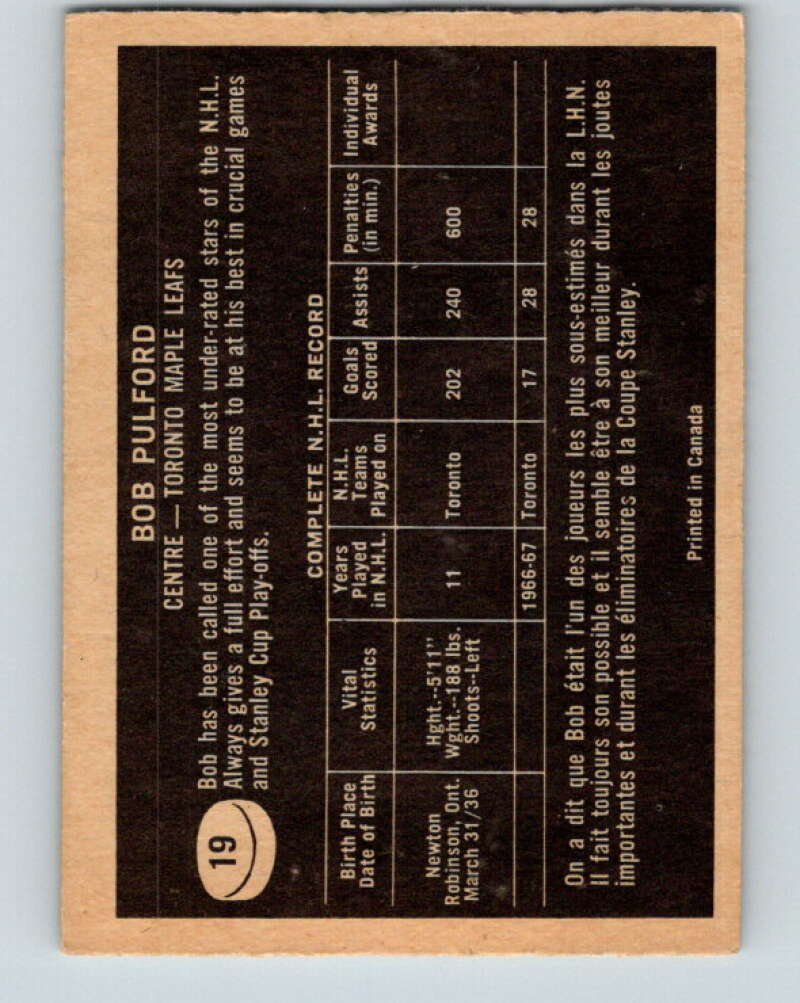 BOB PULFORD
CENTRE — TORONTO MAPLE LEAFS
19
Bob has been called one of the most under-rated stars of the N.H.L.
Always gives a full effort and seems to be at his best in crucial games
and Stanley Cup Play-offs.
COMPLETE N.H.L. RECORD
Birth Place
Date of Birth
Vital
Statistics
Years
Played
in N.H.L.
N.H.L.
Teams
Played on
Goals
Scored
Assists
Penalties
(in min.)
Individual
Awards
Newton
Robinson, Ont.
March 31/36
Hght.--5'11"
Wght.--188 lbs.
Shoots--Left
11
Toronto
202
240
600
1966-67
Toronto
17
28
28
On a dit que Bob était l'un des joueurs les plus sous-estimés dans la L.H.N.
Il fait toujours son possible et il semble être à son meilleur durant les joutes
importantes et durant les éliminatoires de la Coupe Stanley.
Printed in Canada